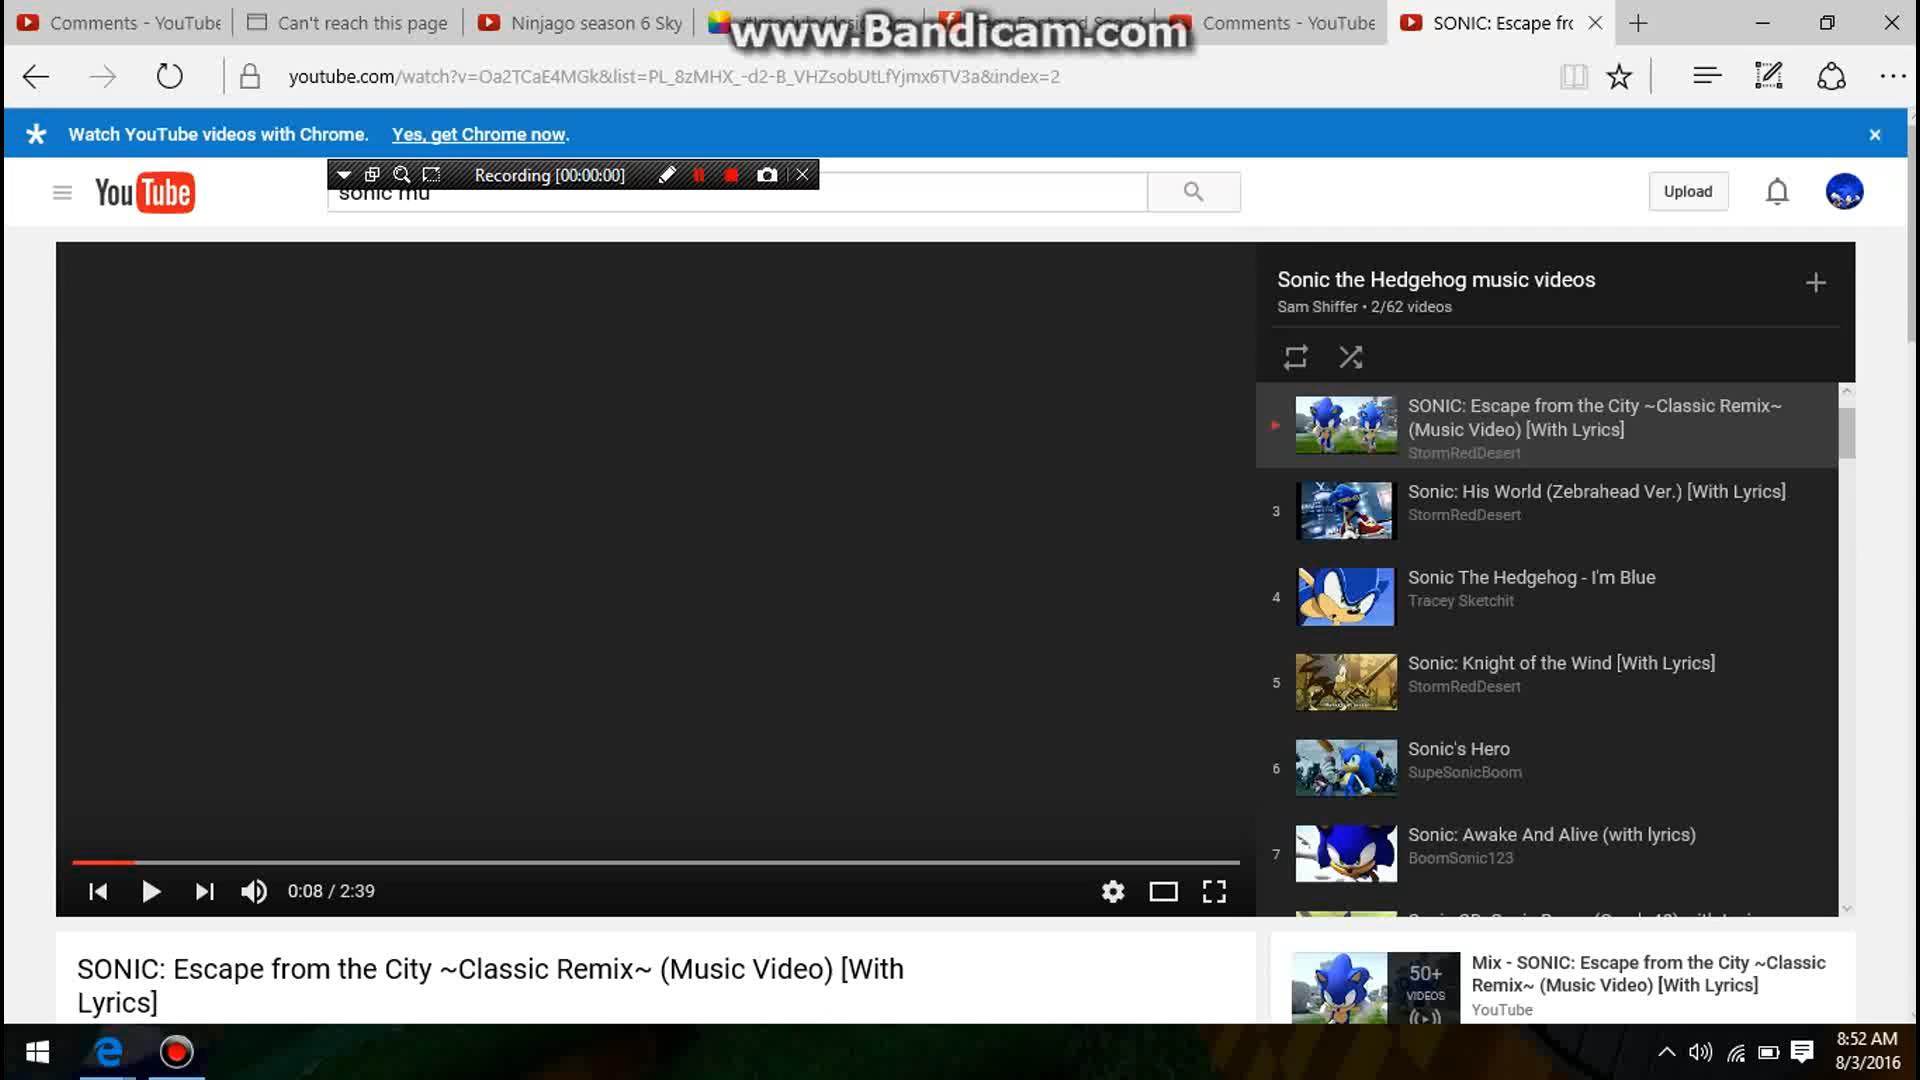 Comments - YouTube
Can't reach this page
Ninjago season 6 Sky
www.Bandicam.com
Comments - YouTube
SONIC: Escape fro
youtube.com/watch?v=Oa2TCaE4MGk&list=PL_8zMHX_-d2-B_VHZsobUtLfYjmx6TV3a&index=2
Watch YouTube videos with Chrome. Yes, get Chrome now.
Recording [00:00:00]
YouTube
sonic mu
Upload
Sonic the Hedgehog music videos
Sam Shiffer • 2/62 videos
SONIC: Escape from the City ~Classic Remix~
(Music Video) [With Lyrics]
StormRedDesert
3
Sonic: His World (Zebrahead Ver.) [With Lyrics]
StormRedDesert
4
Sonic The Hedgehog - I'm Blue
Tracey Sketchit
5
Sonic: Knight of the Wind [With Lyrics]
StormRedDesert
6
Sonic's Hero
SupeSonicBoom
7
Sonic: Awake And Alive (with lyrics)
BoomSonic123
0:08 / 2:39
SONIC: Escape from the City ~Classic Remix~ (Music Video) [With
Lyrics]
50+
VIDEOS
Mix - SONIC: Escape from the City ~Classic
Remix~ (Music Video) [With Lyrics]
YouTube
8:52 AM
8/3/2016